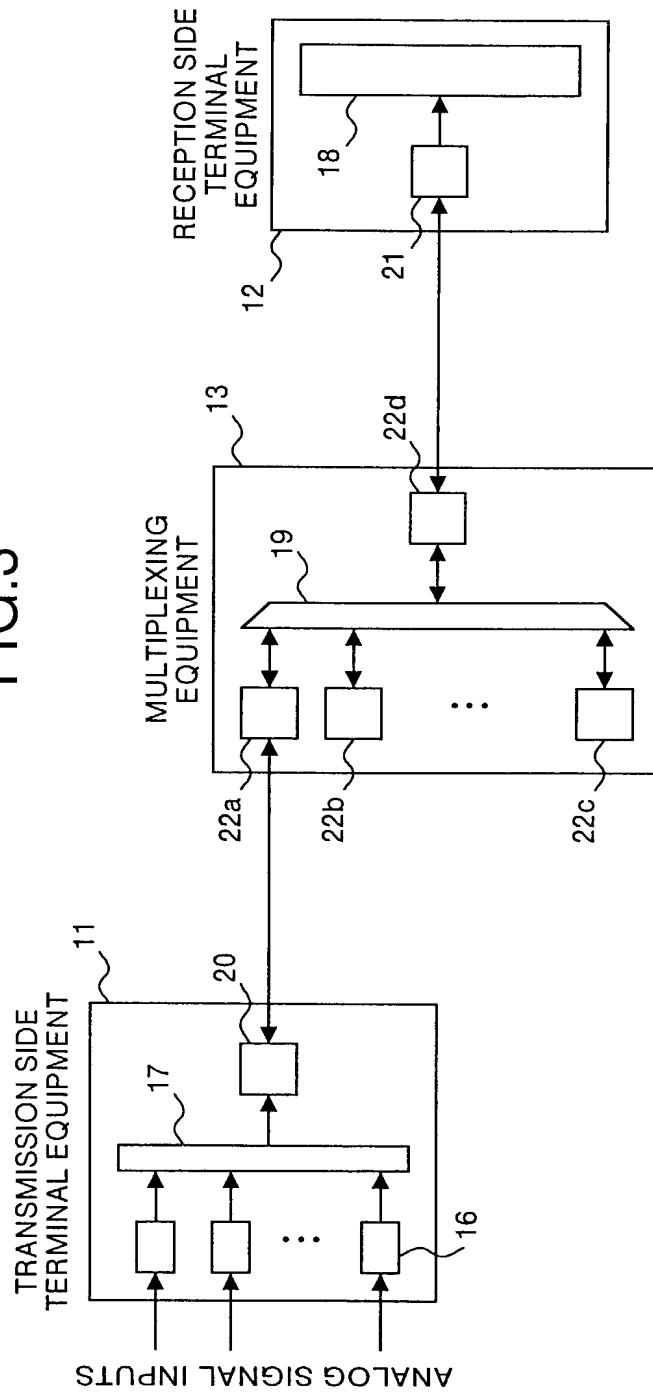 FIG.3
TRANSMISSION SIDE
TERMINAL EQUIPMENT
11
ANALOG SIGNAL INPUTS
16
17
20
...
MULTIPLEXING
EQUIPMENT
13
22a
22b
22c
...
19
22d
RECEPTION SIDE
TERMINAL
EQUIPMENT
12
21
18